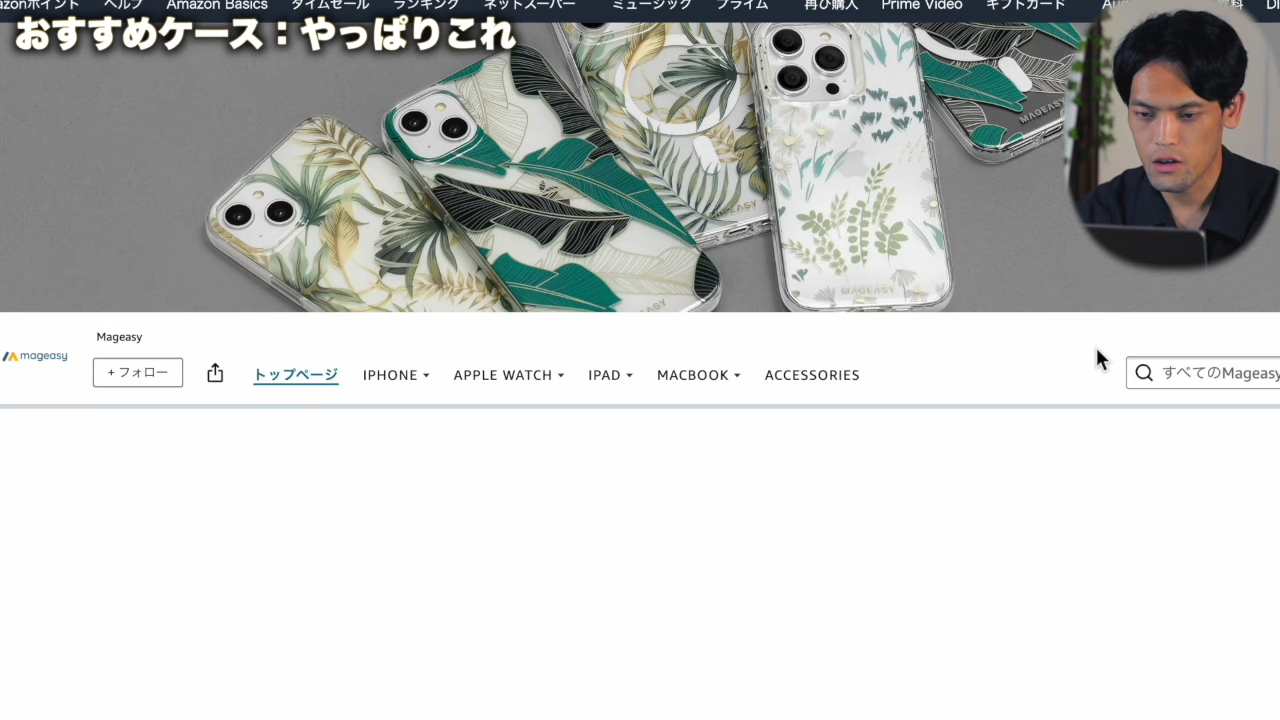 ヘルプ Amazon Basics タイムセール ランキング ネットスーパー ミュージック プライム 再び購入 Prime Video ギフトカード
おすすめケース：やっぱりこれ
MAGEASY
MAGEASY
Mageasy
mageasy
+ フォロー
トップページ IPHONE APPLE WATCH IPAD MACBOOK ACCESSORIES
すべてのMageasy